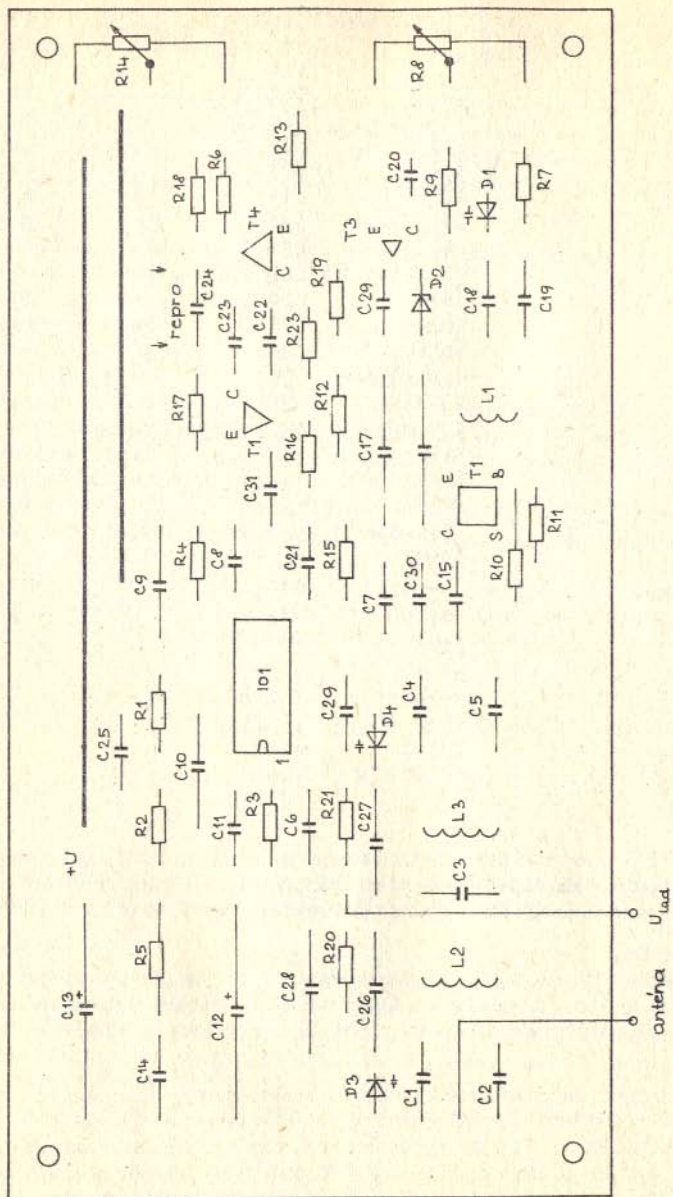 R14
R8
R13
R18
R6
T4
E
C
C20
R9
D1
R7
T3
E
C
repro
C24
C23
C22
R19
R23
C29
D2
C18
C19
R17
E
C
T1
R12
R16
C31
C17
L1
E
T1
C
B
S
R10
R11
C9
R4
C8
C21
R15
C7
C30
C15
C25
R1
C10
IO1
1
C29
D4
C4
C5
+U
R2
C11
R3
C6
R21
C27
L3
C3
C13
+
R5
C12
+
C28
R20
C26
L2
C14
D3
C1
C2
U lad
anténa